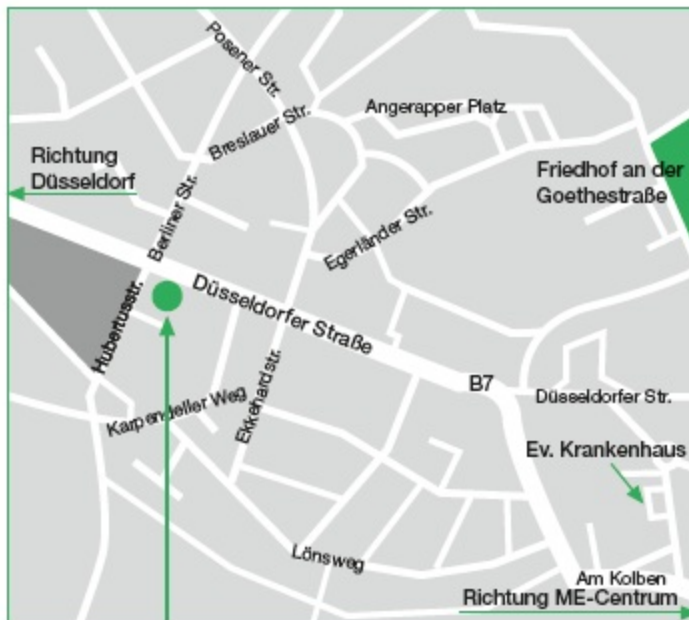 Posener Str.
Breslauer Str.
Angerapper Platz
Richtung
Düsseldorf
Friedhof an der
Goethestraße
Berliner Str.
Egerländer Str.
Hubertusstr.
Düsseldorfer Straße
B7
Ekkehardstr.
Karpendeller Weg
Düsseldorfer Str.
Ev. Krankenhaus
Lönsweg
Am Kolben
Richtung ME-Centrum